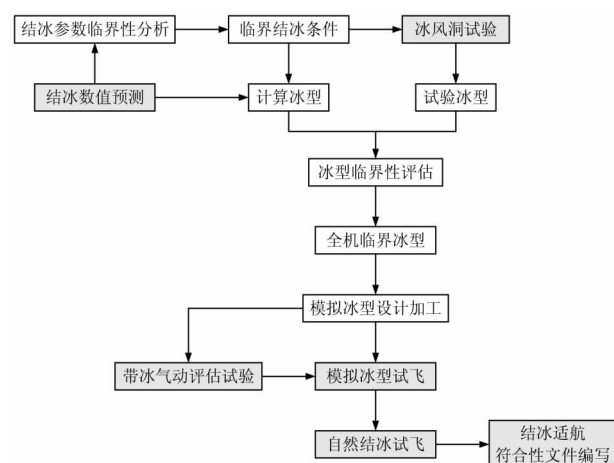 结冰参数临界性分析
临界结冰条件
冰风洞试验
结冰数值预测
计算冰型
试验冰型
冰型临界性评估
全机临界冰型
模拟冰型设计加工
带冰气动评估试验
模拟冰型试飞
自然结冰试飞
结冰适航
符合性文件编写